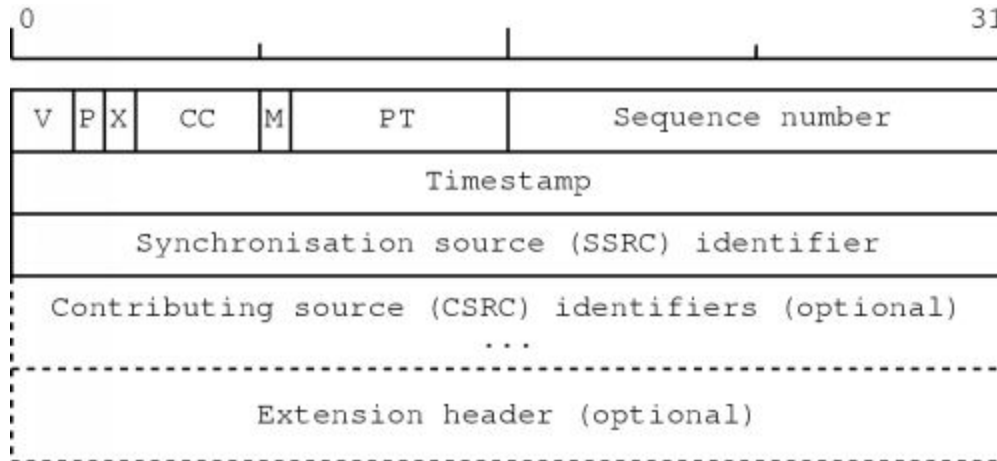 0 31
V P X CC M PT Sequence number
Timestamp
Synchronisation source (SSRC) identifier
Contributing source (CSRC) identifiers (optional)
...
Extension header (optional)